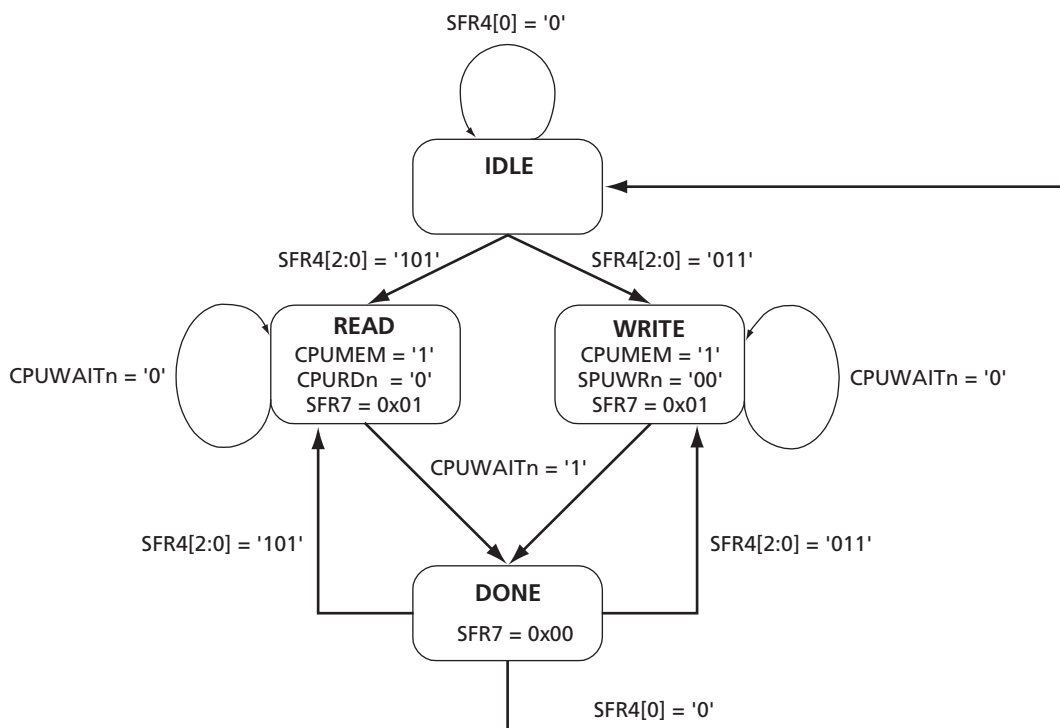 SFR4[0] = '0'
IDLE
SFR4[2:0] = '101'
SFR4[2:0] = '011'
READ
CPUMEM = '1'
CPURDn = '0'
SFR7 = 0x01
WRITE
CPUMEM = '1'
SPUWRn = '00'
SFR7 = 0x01
CPUWAITn = '0'
CPUWAITn = '0'
CPUWAITn = '1'
SFR4[2:0] = '101'
SFR4[2:0] = '011'
DONE
SFR7 = 0x00
SFR4[0] = '0'